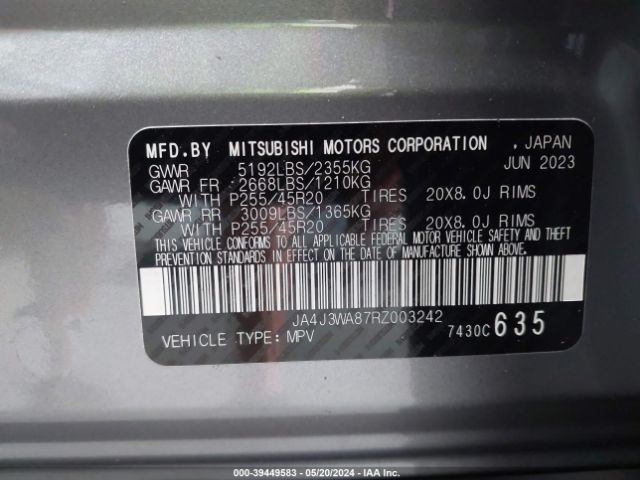 MFD.BY MITSUBISHI MOTORS CORPORATION , JAPAN
GVWR 5192LBS/2355KG JUN 2023
GAWR FR 2668LBS/1210KG
WITH P255/45R20 TIRES 20X8.0J RIMS
GAWR RR 3009LBS/1365KG
WITH P255/45R20 TIRES 20X8.0J RIMS
THIS VEHICLE CONFORMS TO ALL APPLICABLE FEDERAL MOTOR VEHICLE SAFETY AND THEFT
PREVENTION STANDARDS IN EFFECT ON THE DATE OF MANUFACTURE SHOWN ABOVE.
JA4J3WA87RZ003242
VEHICLE TYPE: MPV 7430C 635
000-39449583 - 05/20/2024 - IAA Inc.